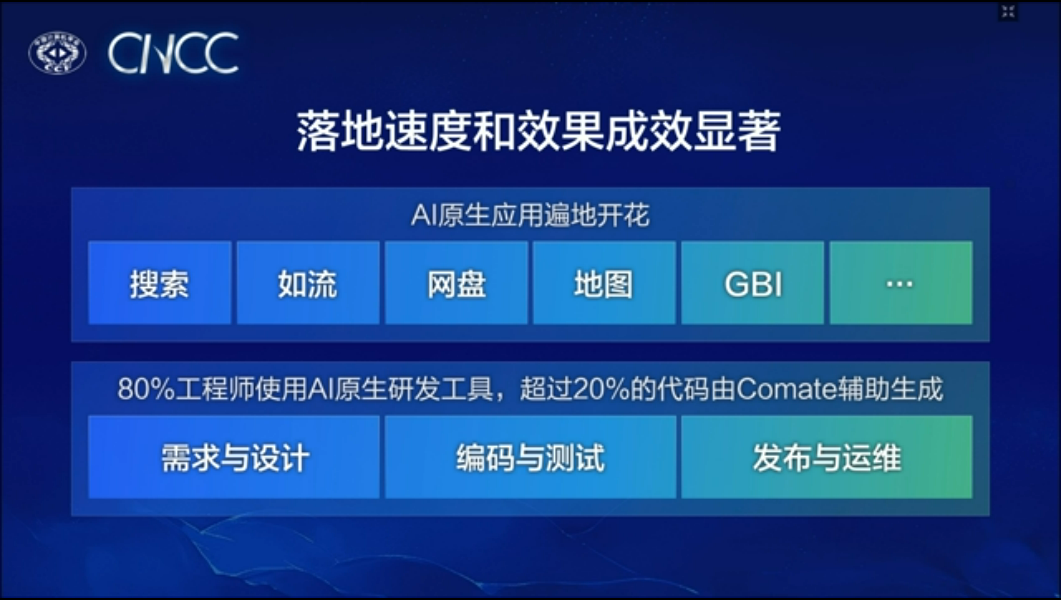 CCF
CNCC
落地速度和效果成效显著
AI原生应用遍地开花
搜索
如流
网盘
地图
GBI
...
80%工程师使用AI原生研发工具，超过20%的代码由Comate辅助生成
需求与设计
编码与测试
发布与运维